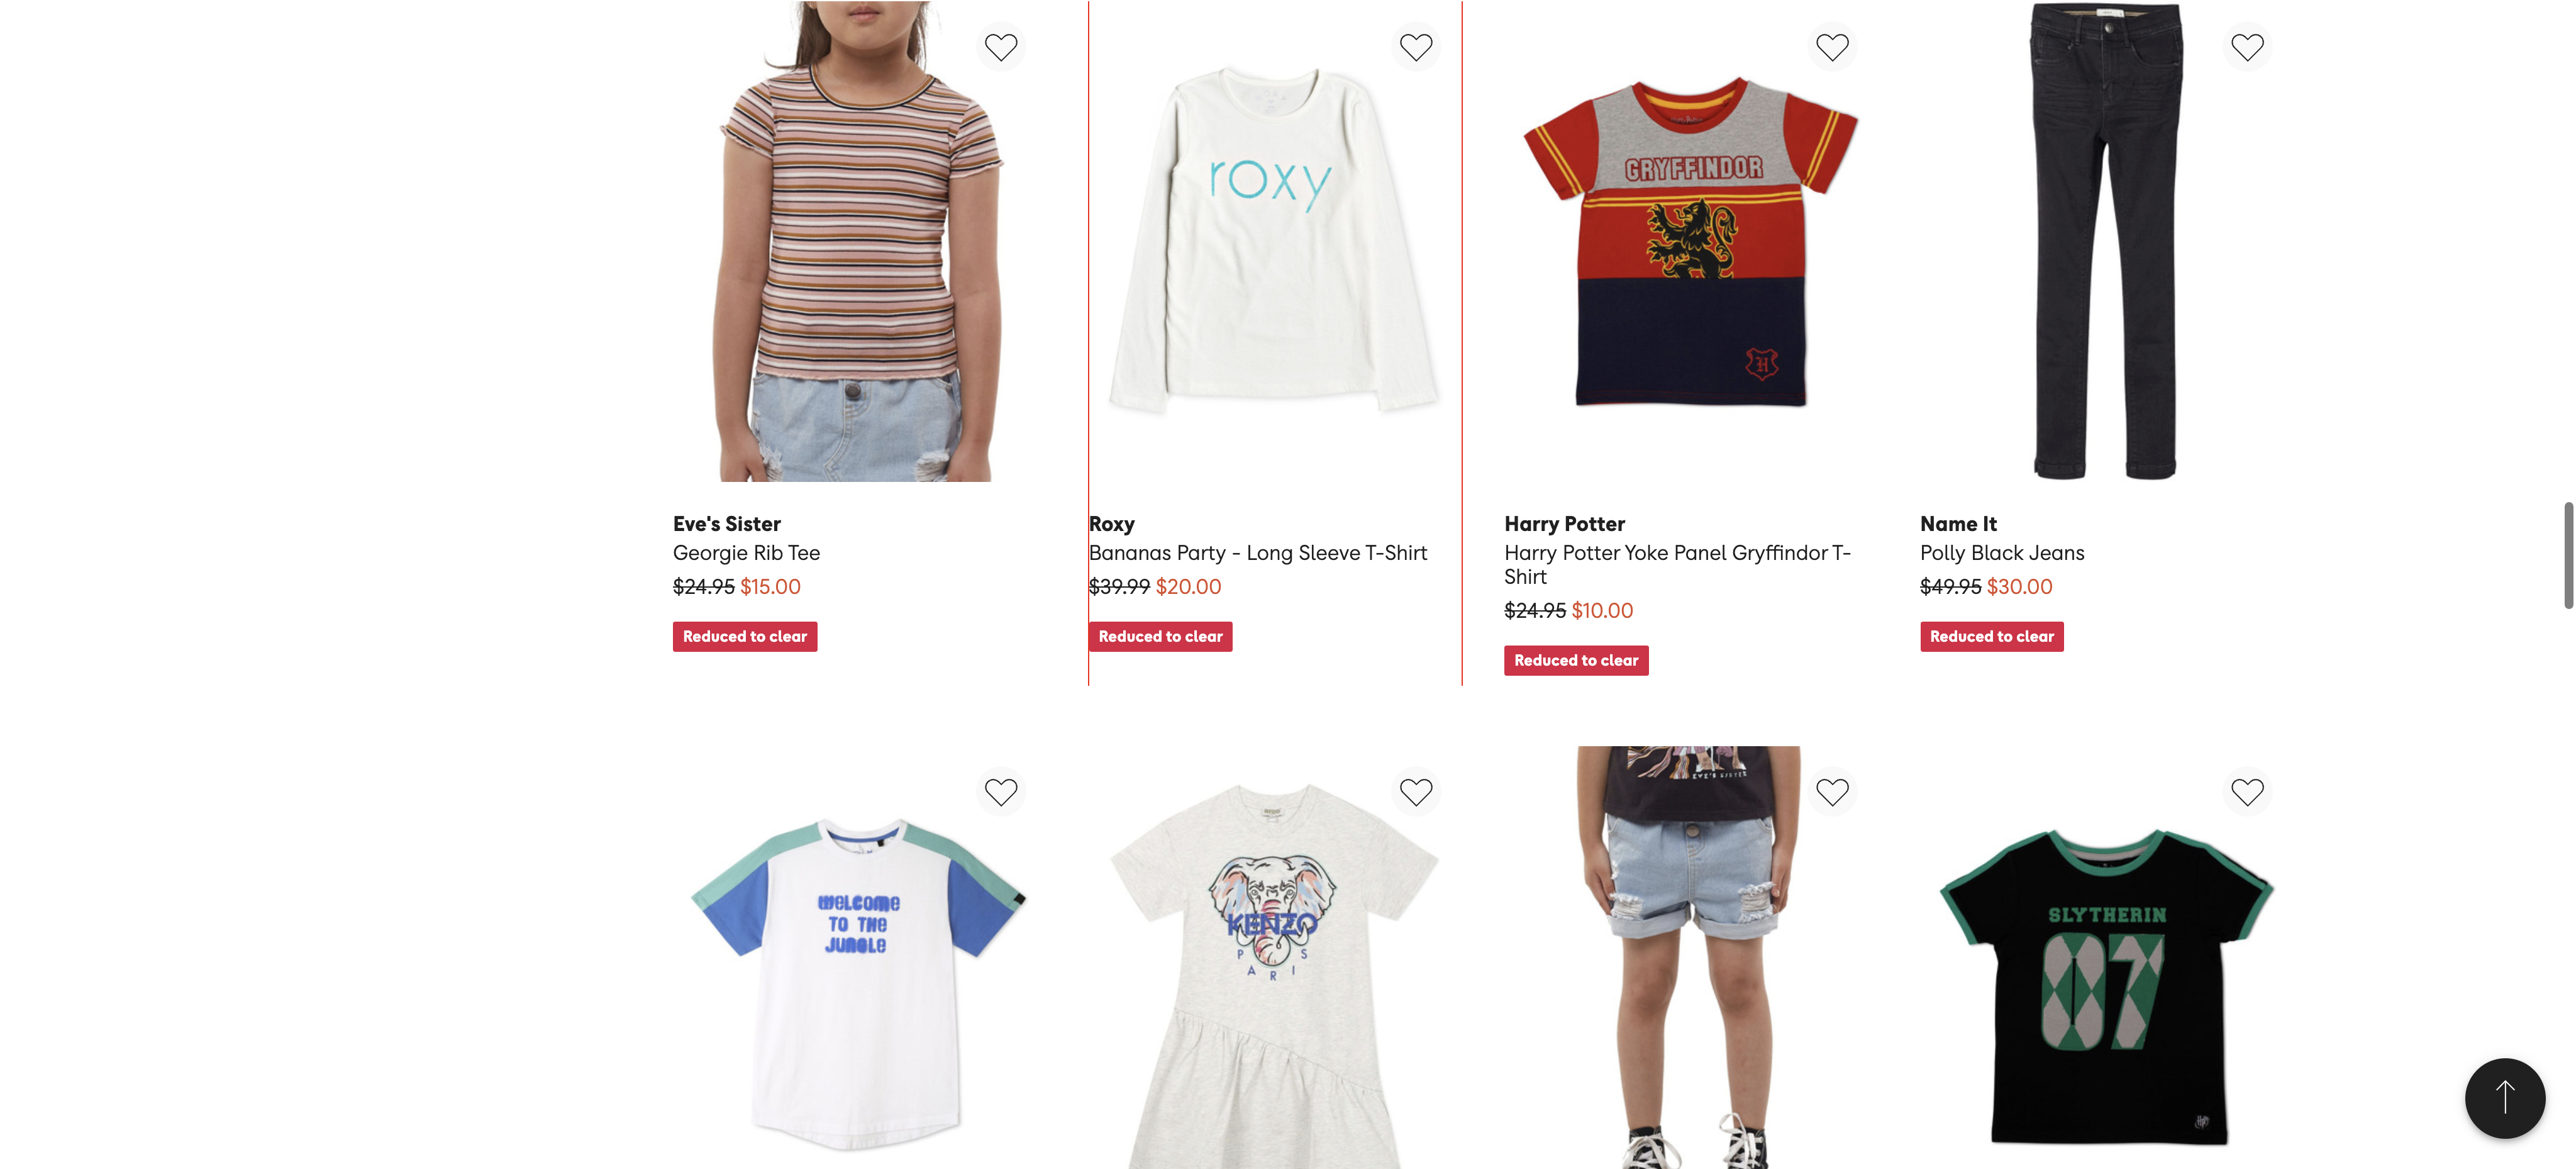 roxy
GRYFFINDOR
H
Eve's Sister
Georgie Rib Tee
$24.95 $15.00
Reduced to clear
Roxy
Bananas Party - Long Sleeve T-Shirt
$39.99 $20.00
Reduced to clear
Harry Potter
Harry Potter Yoke Panel Gryffindor T-
Shirt
$24.95 $10.00
Reduced to clear
Name It
Polly Black Jeans
$49.95 $30.00
Reduced to clear
WELCOME
TO THE
JUNGLE
KENZO
PARIS
EVE'S SISTER
SLYTHERIN
07